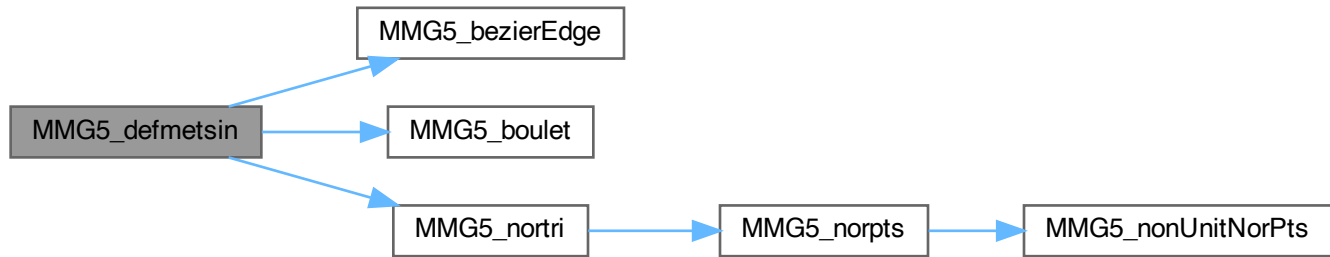 MMG5_bezierEdge
MMG5_defmetsin
MMG5_boulet
MMG5_nortri
MMG5_norpts
MMG5_nonUnitNorPts